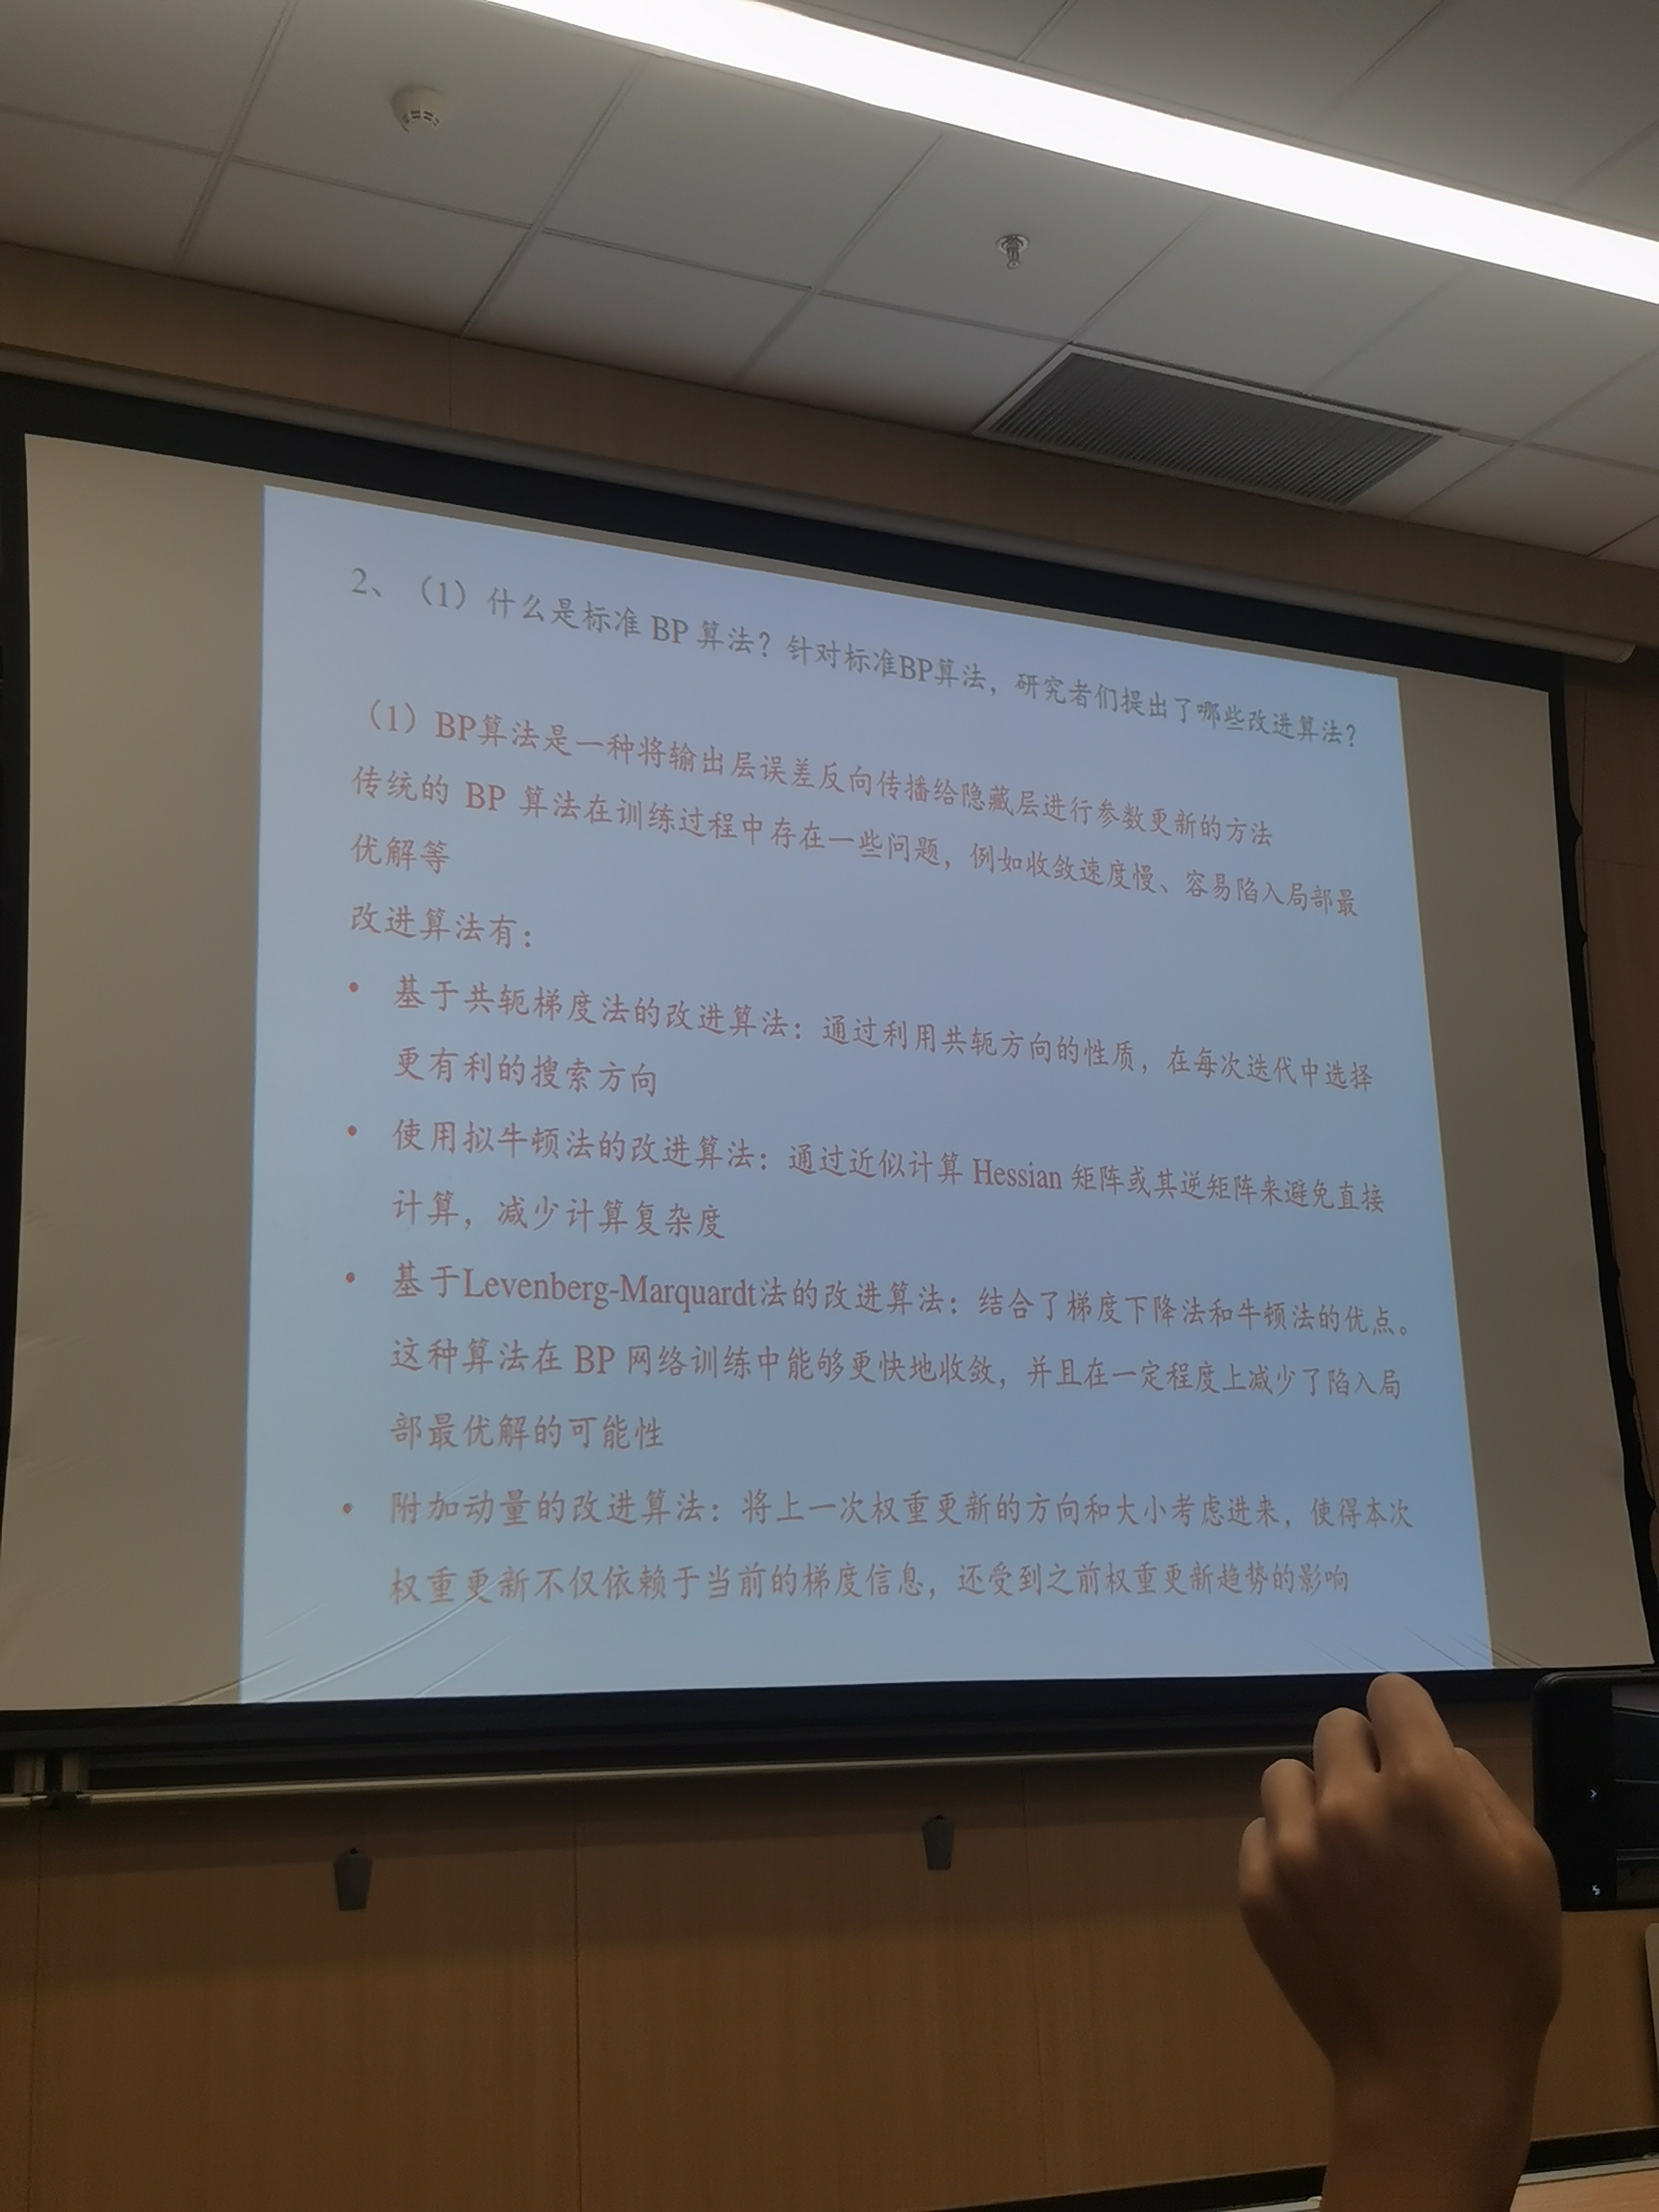 2、（1）什么是标准 BP 算法？针对标准BP算法，研究者们提出了哪些改进算法？
（1）BP算法是一种将输出层误差反向传播给隐藏层进行参数更新的方法
传统的 BP 算法在训练过程中存在一些问题，例如收敛速度慢、容易陷入局部最
优解等
改进算法有：
• 基于共轭梯度法的改进算法：通过利用共轭方向的性质，在每次迭代中选择
更有利的搜索方向
• 使用拟牛顿法的改进算法：通过近似计算 Hessian 矩阵或其逆矩阵来避免直接
计算，减少计算复杂度
• 基于Levenberg-Marquardt法的改进算法：结合了梯度下降法和牛顿法的优点。
这种算法在 BP 网络训练中能够更快地收敛，并且在一定程度上减少了陷入局
部最优解的可能性
• 附加动量的改进算法：将上一次权重更新的方向和大小考虑进来，使得本次
权重更新不仅依赖于当前的梯度信息，还受到之前权重更新趋势的影响